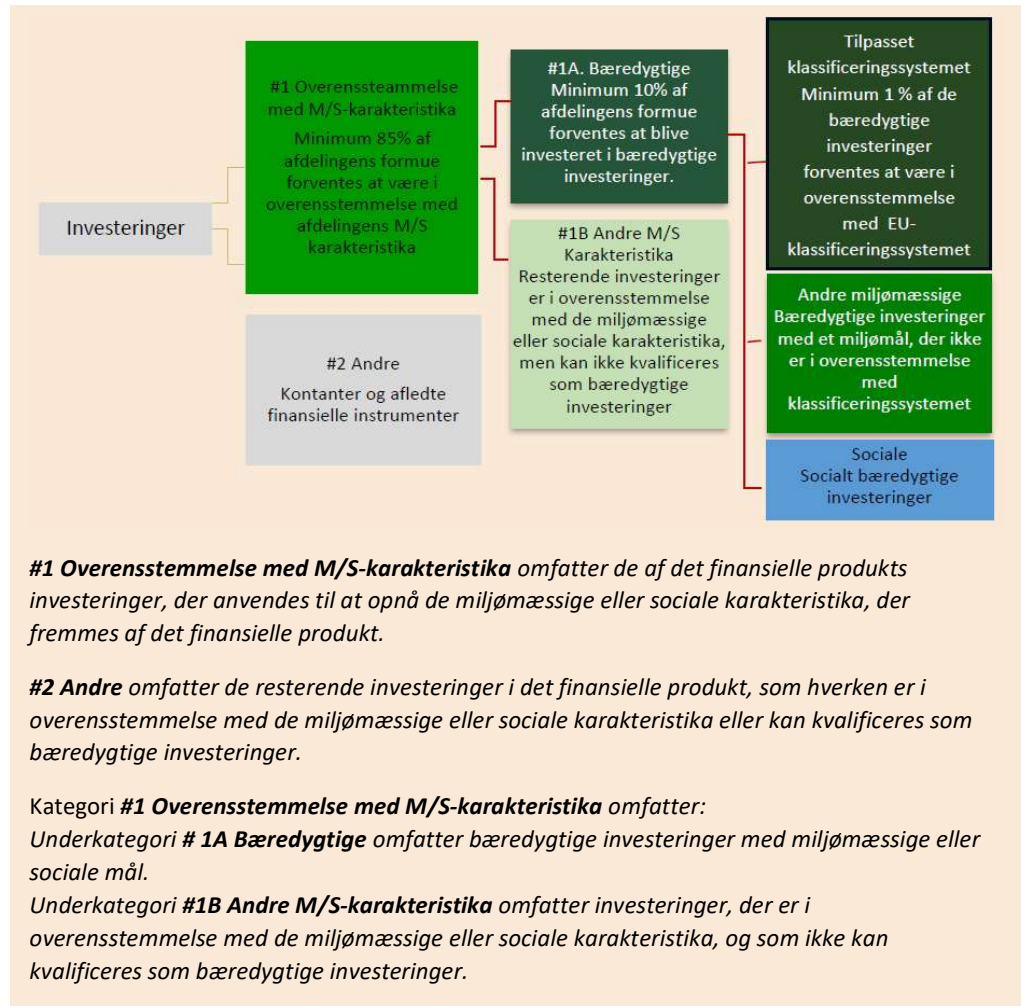 Investeringer
#1 Overenssteammelse
med M/S-karakteristika
Minimum 85% af
afdelingens formue
forventes at være i
overensstemmelse med
afdelingens M/S
karakteristika
#2 Andre
Kontanter og afledte
finansielle instrumenter
#1A. Bæredygtige
Minimum 10% af
afdelingens formue
forventes at blive
investeret i bæredygtige
investeringer.
#1B Andre M/S
Karakteristika
Resterende investeringer
er i overensstemmelse
med de miljømæssige
eller sociale karakteristika,
men kan ikke kvalificeres
som bæredygtige
investeringer
Tilpasset
klassificeringssystemet
Minimum 1 % af de
bæredygtige
investeringer
forventes at være i
overensstemmelse
med EU-
klassificeringssystemet
Andre miljømæssige
Bæredygtige investeringer
med et miljømål, der ikke
er i overensstemmelse
med
klassificeringssystemet
Sociale
Socialt bæredygtige
investeringer
#1 Overensstemmelse med M/S-karakteristika omfatter de af det finansielle produkts
investeringer, der anvendes til at opnå de miljømæssige eller sociale karakteristika, der
fremmes af det finansielle produkt.
#2 Andre omfatter de resterende investeringer i det finansielle produkt, som hverken er i
overensstemmelse med de miljømæssige eller sociale karakteristika eller kan kvalificeres som
bæredygtige investeringer.
Kategori #1 Overensstemmelse med M/S-karakteristika omfatter:
Underkategori # 1A Bæredygtige omfatter bæredygtige investeringer med miljømæssige eller
sociale mål.
Underkategori #1B Andre M/S-karakteristika omfatter investeringer, der er i
overensstemmelse med de miljømæssige eller sociale karakteristika, og som ikke kan
kvalificeres som bæredygtige investeringer.